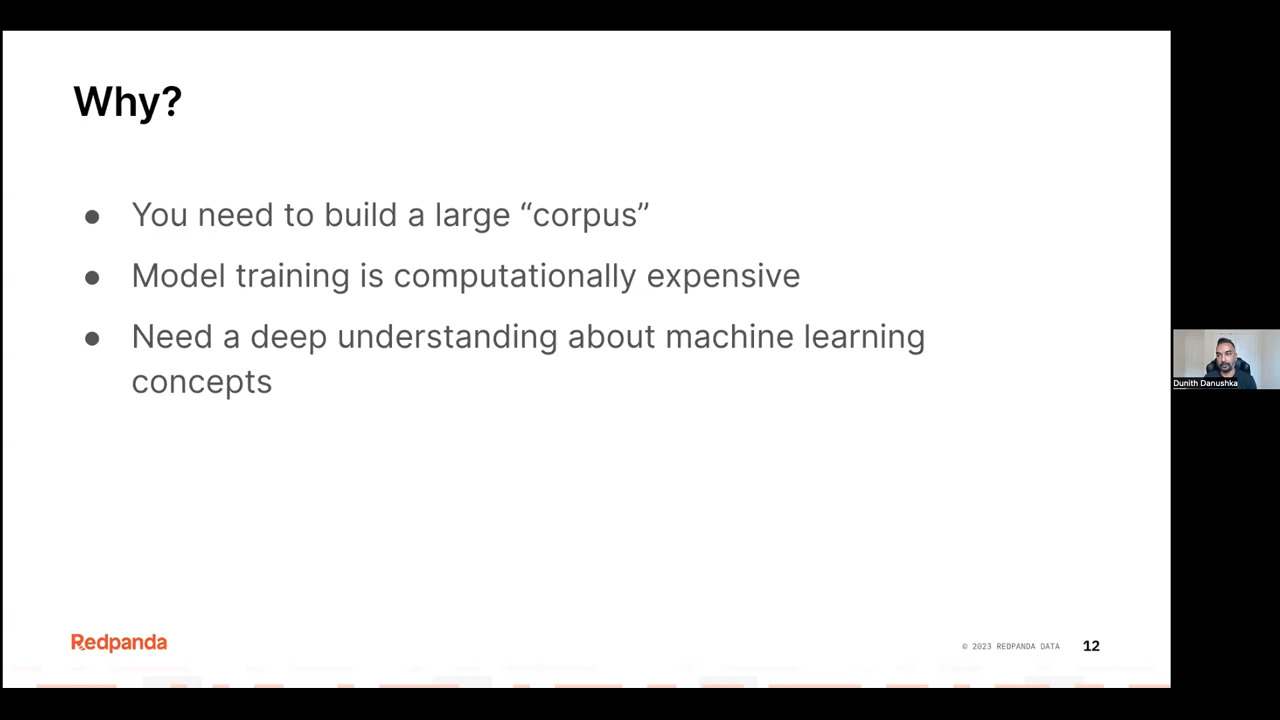 Why?
● You need to build a large “corpus”
● Model training is computationally expensive
● Need a deep understanding about machine learning
concepts
Dunith Danushka
Redpanda
© 2023 REDPANDA DATA
12